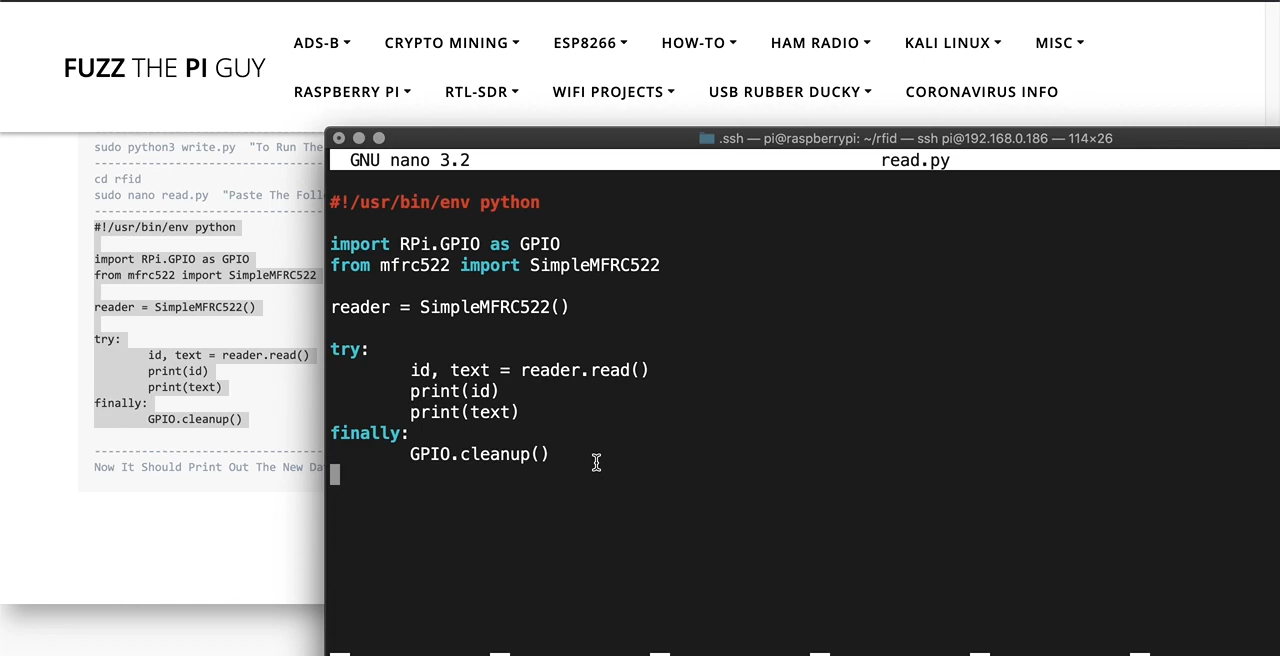 FUZZ THE PI GUY
ADS-B CRYPTO MINING ESP8266 HOW-TO HAM RADIO KALI LINUX MISC
RASPBERRY PI RTL-SDR WIFI PROJECTS USB RUBBER DUCKY CORONAVIRUS INFO
sudo python3 write.py "To Run The
---------------------------------
cd rfid
sudo nano read.py "Paste The Foll
---------------------------------
#!/usr/bin/env python
import RPi.GPIO as GPIO
from mfrc522 import SimpleMFRC522
reader = SimpleMFRC522()
try:
id, text = reader.read()
print(id)
print(text)
finally:
GPIO.cleanup()
---------------------------------
Now It Should Print Out The New Da
.ssh — pi@raspberrypi: ~/rfid — ssh pi@192.168.0.186 — 114×26
GNU nano 3.2 read.py
#!/usr/bin/env python
import RPi.GPIO as GPIO
from mfrc522 import SimpleMFRC522
reader = SimpleMFRC522()
try:
id, text = reader.read()
print(id)
print(text)
finally:
GPIO.cleanup()